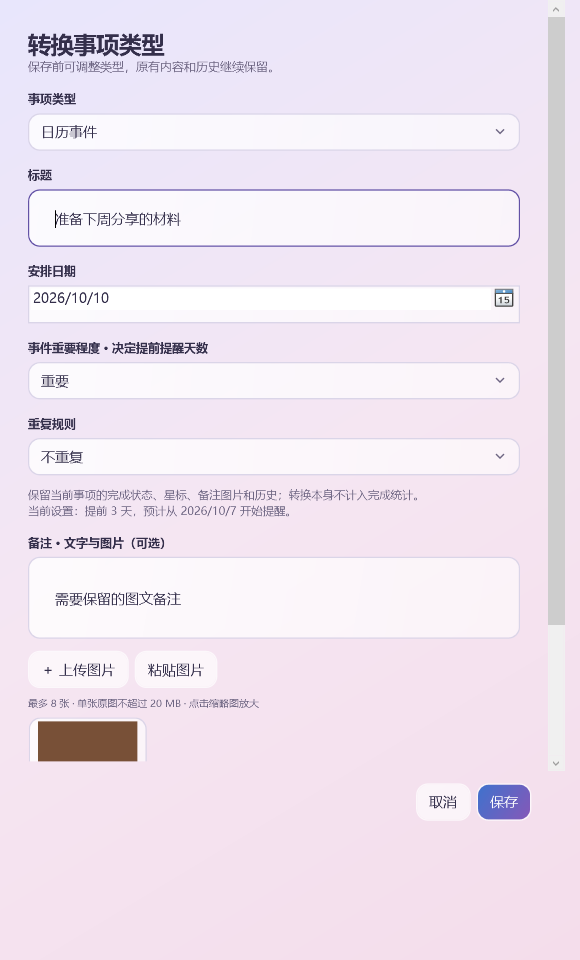 转换事项类型
保存前可调整类型，原有内容和历史继续保留。
事项类型
日历事件
标题
准备下周分享的材料
安排日期
2026/10/10
15
事件重要程度 • 决定提前提醒天数
重要
重复规则
不重复
保留当前事项的完成状态、星标、备注图片和历史；转换本身不计入完成统计。
当前设置：提前 3 天，预计从 2026/10/7 开始提醒。
备注 • 文字与图片（可选）
需要保留的图文备注
+ 上传图片
粘贴图片
最多 8 张 · 单张原图不超过 20 MB · 点击缩略图放大
取消
保存